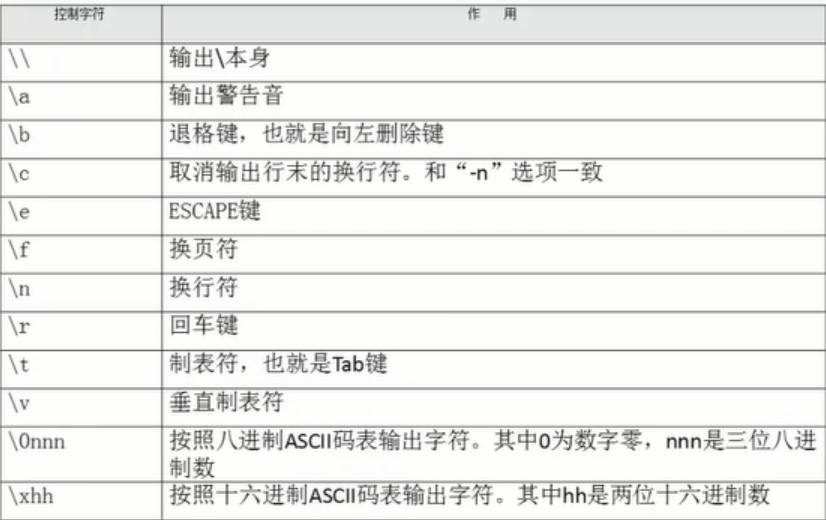 控制字符 作 用
\\ 输出\本身
\a 输出警告音
\b 退格键，也就是向左删除键
\c 取消输出行末的换行符。和“-n”选项一致
\e ESCAPE键
\f 换页符
\n 换行符
\r 回车键
\t 制表符，也就是Tab键
\v 垂直制表符
\0nnn 按照八进制ASCII码表输出字符。其中0为数字零，nnn是三位八进
制数
\xhh 按照十六进制ASCII码表输出字符。其中hh是两位十六进制数